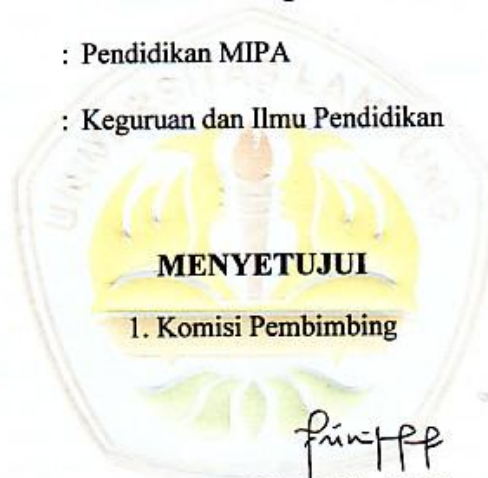 : Pendidikan MIPA
: Keguruan dan Ilmu Pendidikan
MENYETUJUI
1. Komisi Pembimbing